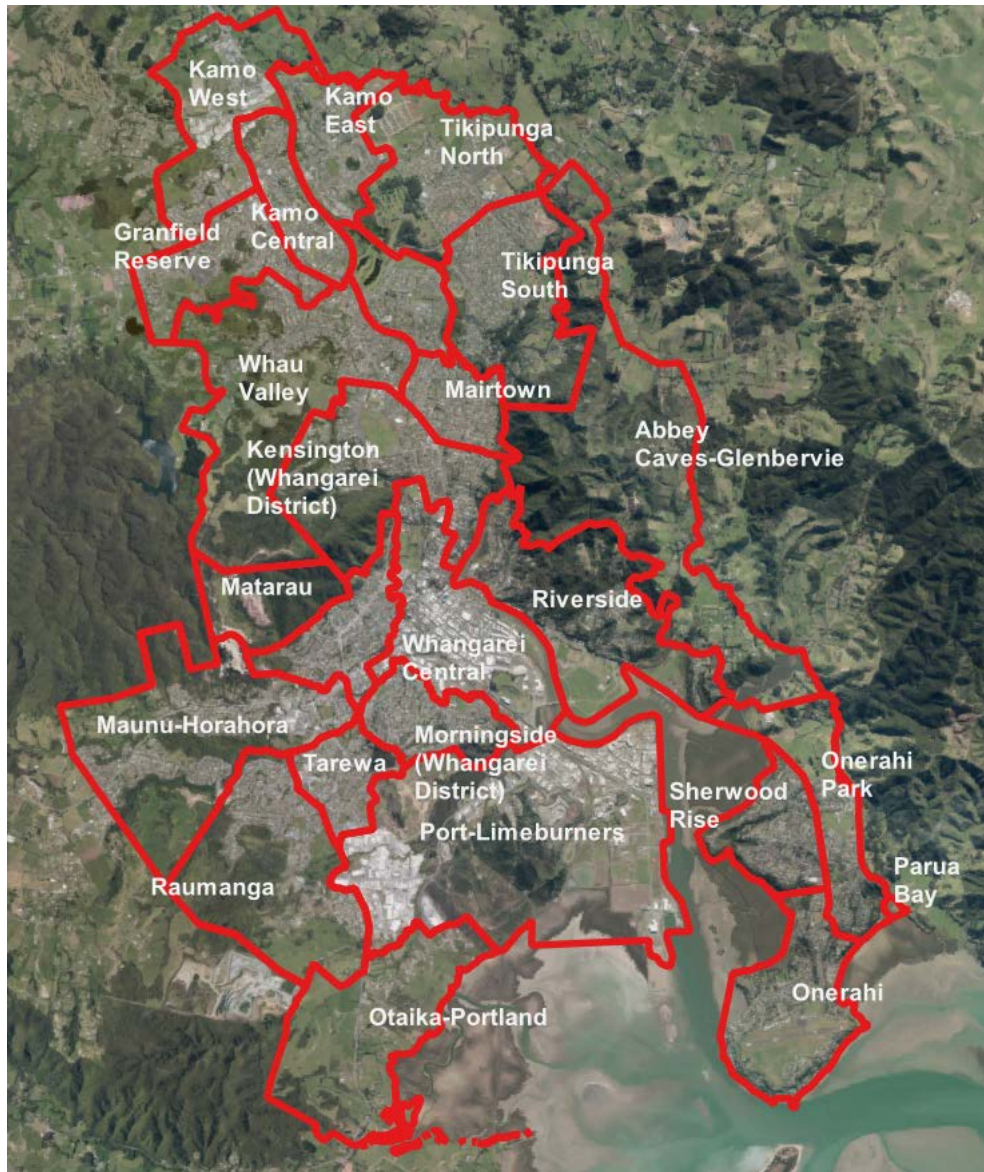 Kamo
West
Kamo
East
Tikipunga
North
Kamo
Central
Granfield
Reserve
Tikipunga
South
Whau
Valley
Mairtown
Abbey
Caves-Glenbervie
Kensington
(Whangarei
District)
Matarau
Riverside
Whangarei
Central
Maunu-Horahora
Tarewa
Morningside
(Whangarei
District)
Onerahi
Park
Sherwood
Rise
Port-Limeburners
Raumanga
Parua
Bay
Onerahi
Otaika-Portland